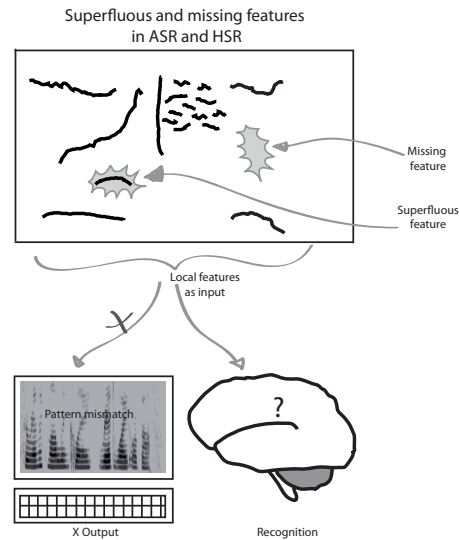 Superfluous and missing features
in ASR and HSR
Missing
feature
Superfluous
feature
Local features
as input
X
Pattern mismatch
?
X Output
Recognition